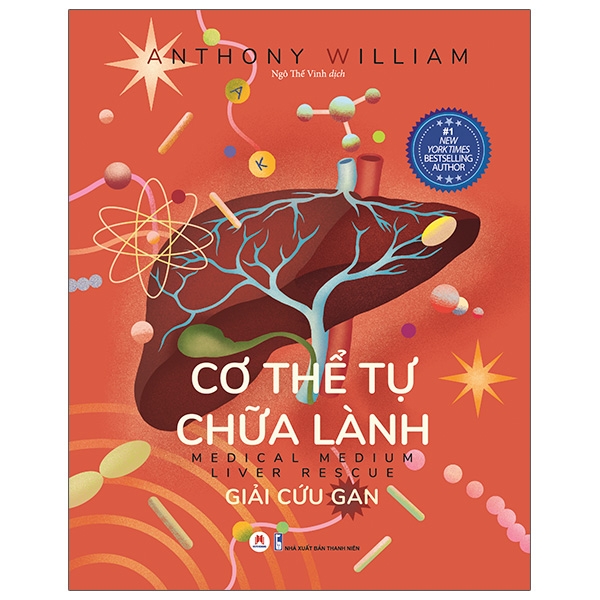 ANTHONY WILLIAM
Ngô Thế Vinh dịch
A
K
#1
NEW
YORK TIMES
BESTSELLING
AUTHOR
CƠ THỂ TỰ
CHỮA LÀNH
MEDICAL MEDIUM
LIVER RESCUE
GIẢI CỨU GAN
NHÀ XUẤT BẢN THANH NIÊN